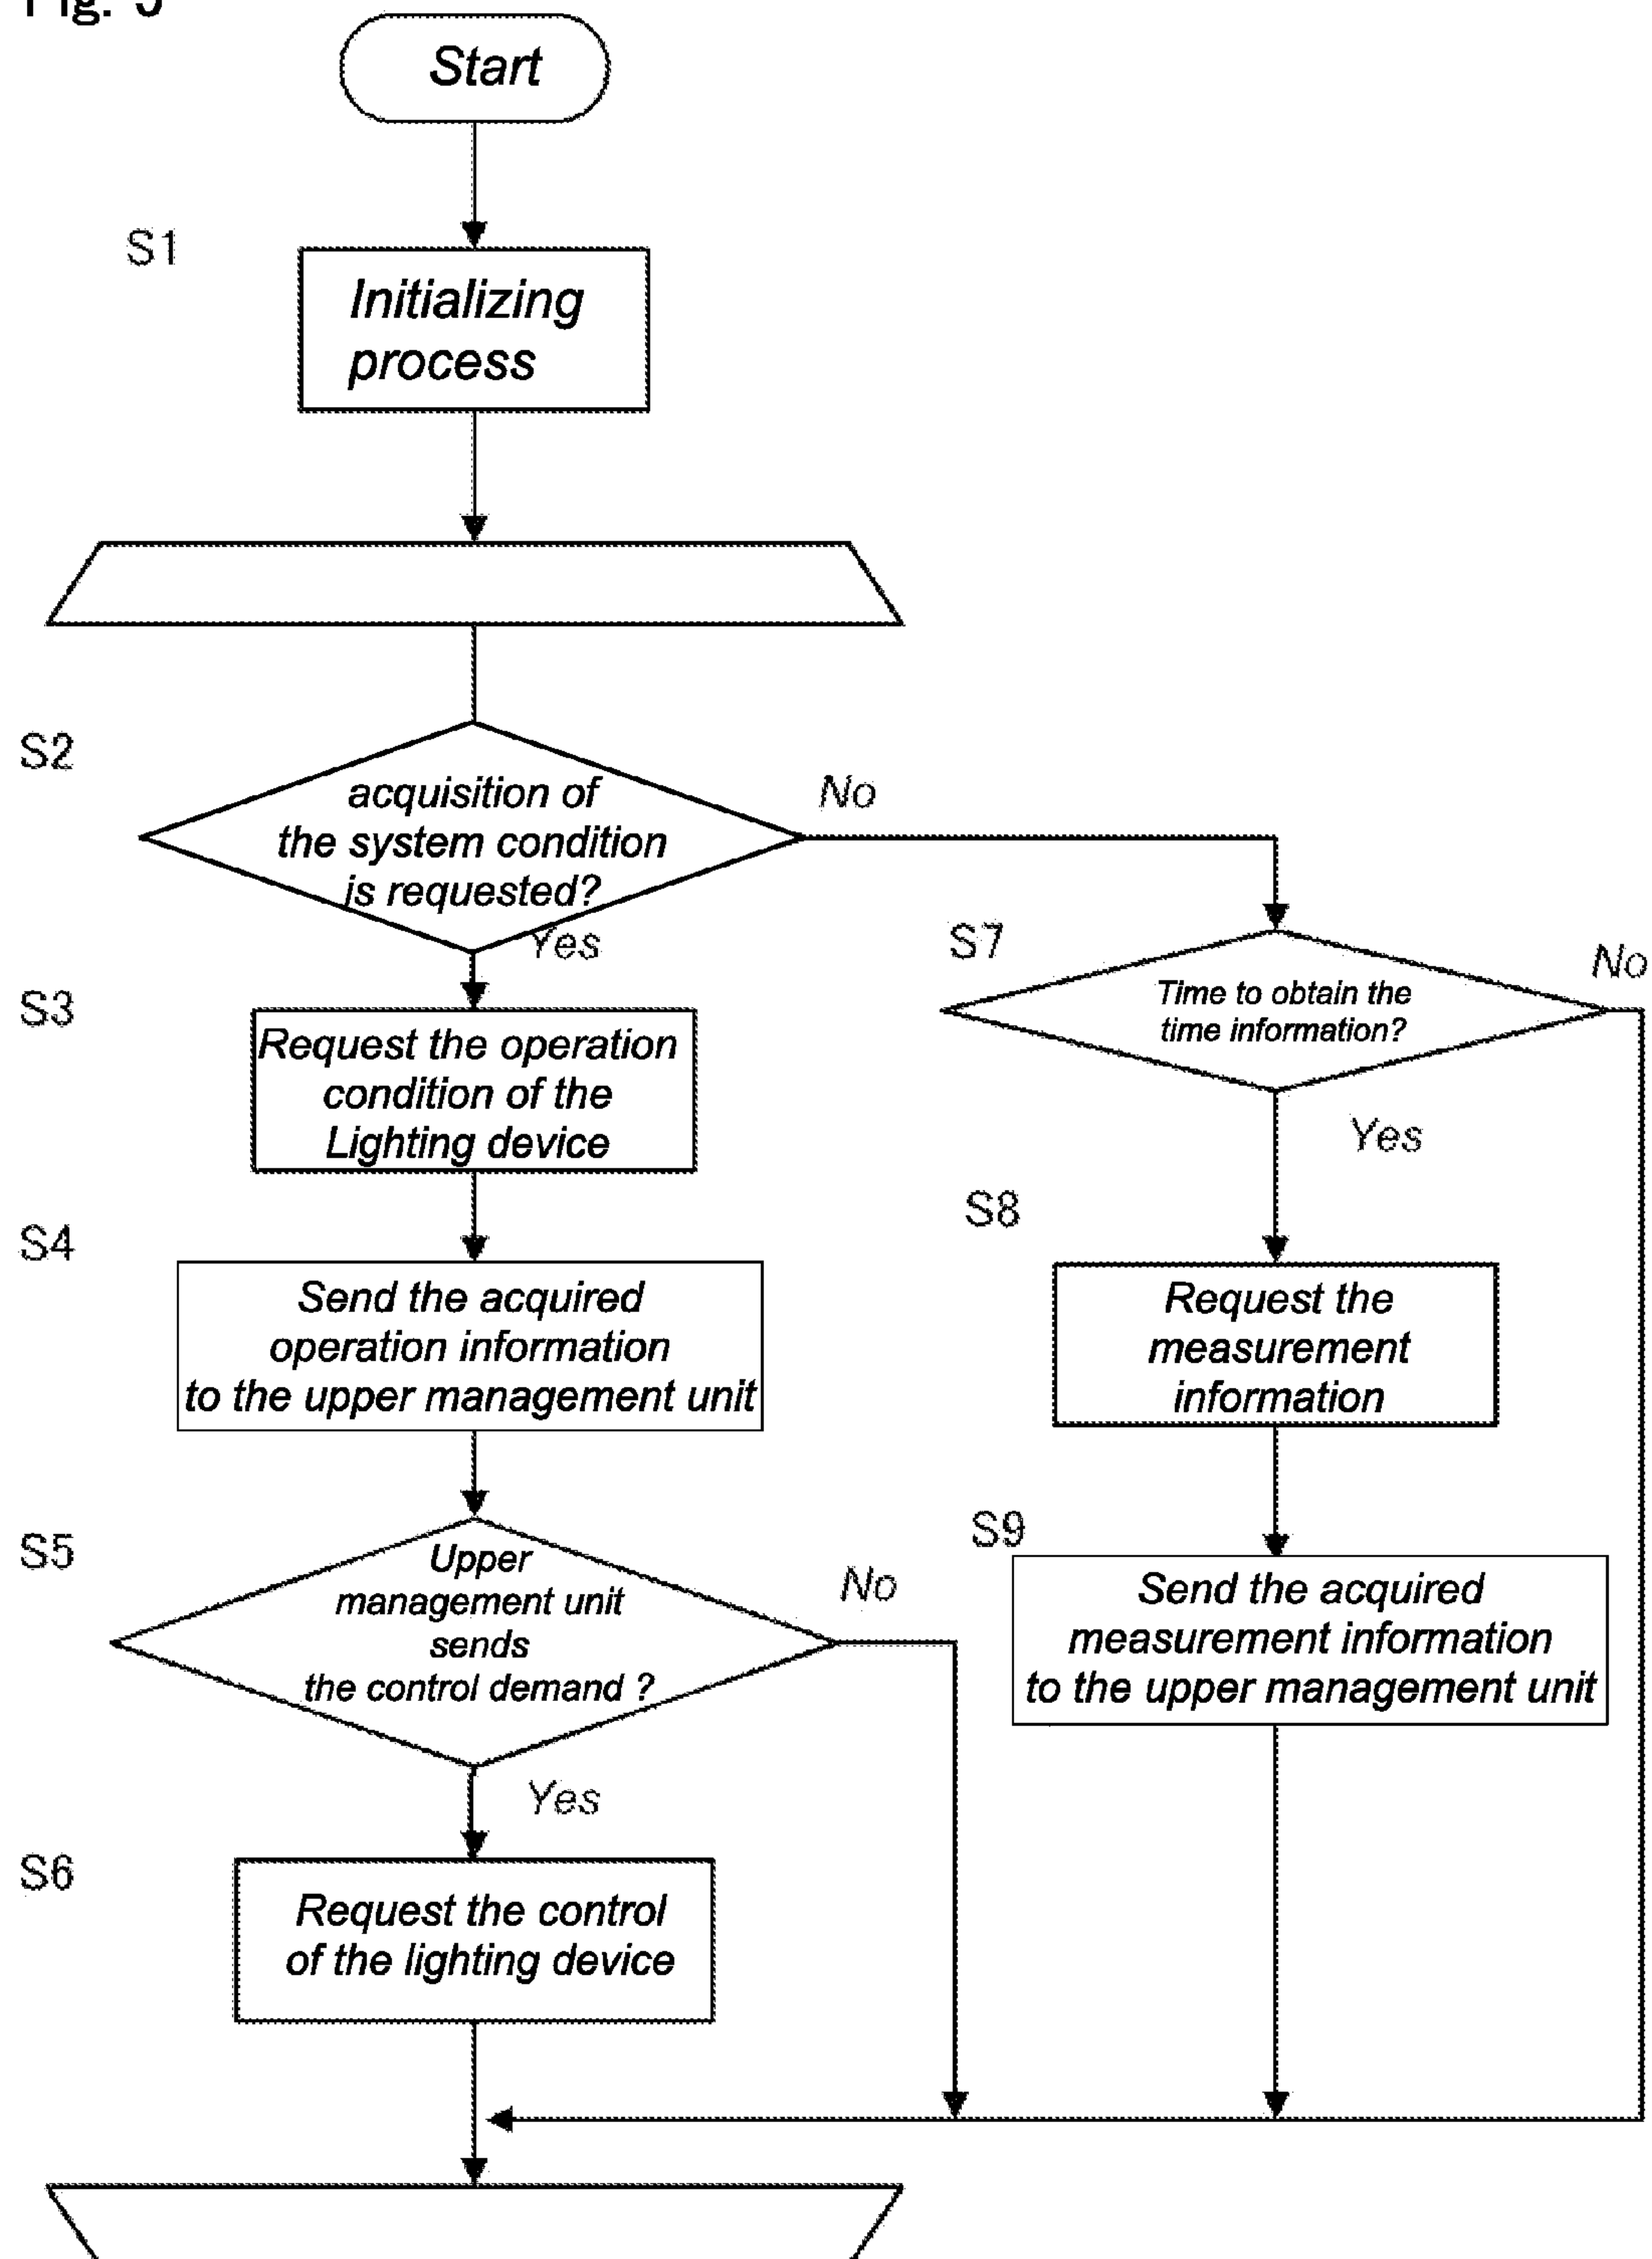 Start
S1
Initializing
process
S2
acquisition of
the system condition
is requested?
No
Yes
S3
Request the operation
condition of the
Lighting device
S4
Send the acquired
operation information
to the upper management unit
S5
Upper
management unit
sends
the control demand ?
No
Yes
S6
Request the control
of the lighting device
S7
Time to obtain the
time information?
No
Yes
S8
Request the
measurement
information
S9
Send the acquired
measurement information
to the upper management unit